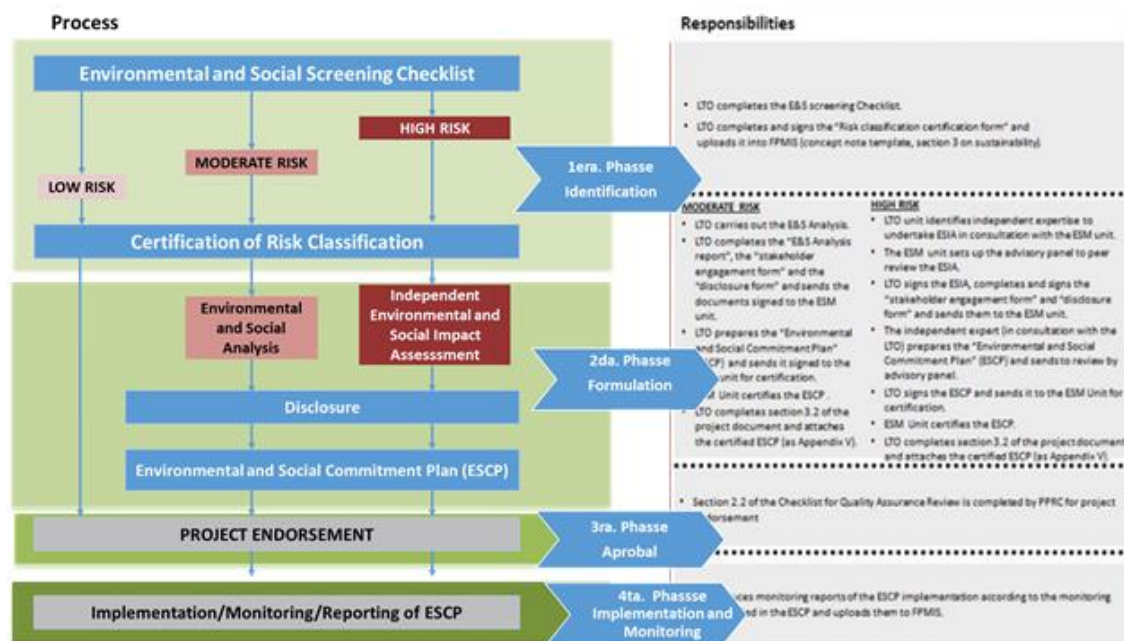 Process
Environmental and Social Screening Checklist
HIGH RISK
MODERATE RISK
LOW RISK
Certification of Risk Classification
1era. Phasse
Identification
Environmental
and Social
Analysis
Independent
Environmental and
Social Impact
Assesssment
Disclosure
Environmental and Social Commitment Plan (ESCP)
2da. Phasse
Formulation
PROJECT ENDORSEMENT
3ra. Phasse
Aprobal
Implementation/Monitoring/Reporting of ESCP
4ta. Phassse
Implementation and
Monitoring
Responsibilities
• LTO completes the E&S screening Checklist.
• LTO completes and signs the "Risk classification certification form" and
uploads it into FPMIS (concept note template, section 3 on sustainability).
MODERATE RISK
• LTO carries out the E&S Analysis.
• LTO completes the "E&S Analysis
report", the "stakeholder
engagement form" and the
"disclosure form" and sends the
documents signed to the ESM
unit.
• LTO prepares the "Environmental
and Social Commitment Plan"
and sends it signed to the
unit for certification.
Unit certifies the ESCP .
• LTO completes section 3.2 of the
project document and attaches
the certified ESCP (as Appendix V).
HIGH RISK
• LTO unit identifies independent expertise to
undertake ESIA in consultation with the ESM unit.
• The ESM unit sets up the advisory panel to peer
review the ESIA.
• LTO signs the ESIA, completes and signs the
"stakeholder engagement form" and "disclosure
form" and sends them to the ESM unit.
• The independent expert (in consultation with the
LTO) prepares the "Environmental and Social
Commitment Plan" (ESCP) and sends to review by
advisory panel.
• LTO signs the ESCP and sends it to the ESM Unit for
certification.
• ESM Unit certifies the ESCP.
• LTO completes section 3.2 of the project document
and attaches the certified ESCP (as Appendix V).
• Section 2.2 of the Checklist for Quality Assurance Review is completed by PPRC for project
monitoring reports of the ESCP implementation according to the monitoring
in the ESCP and uploads them to FPMIS.